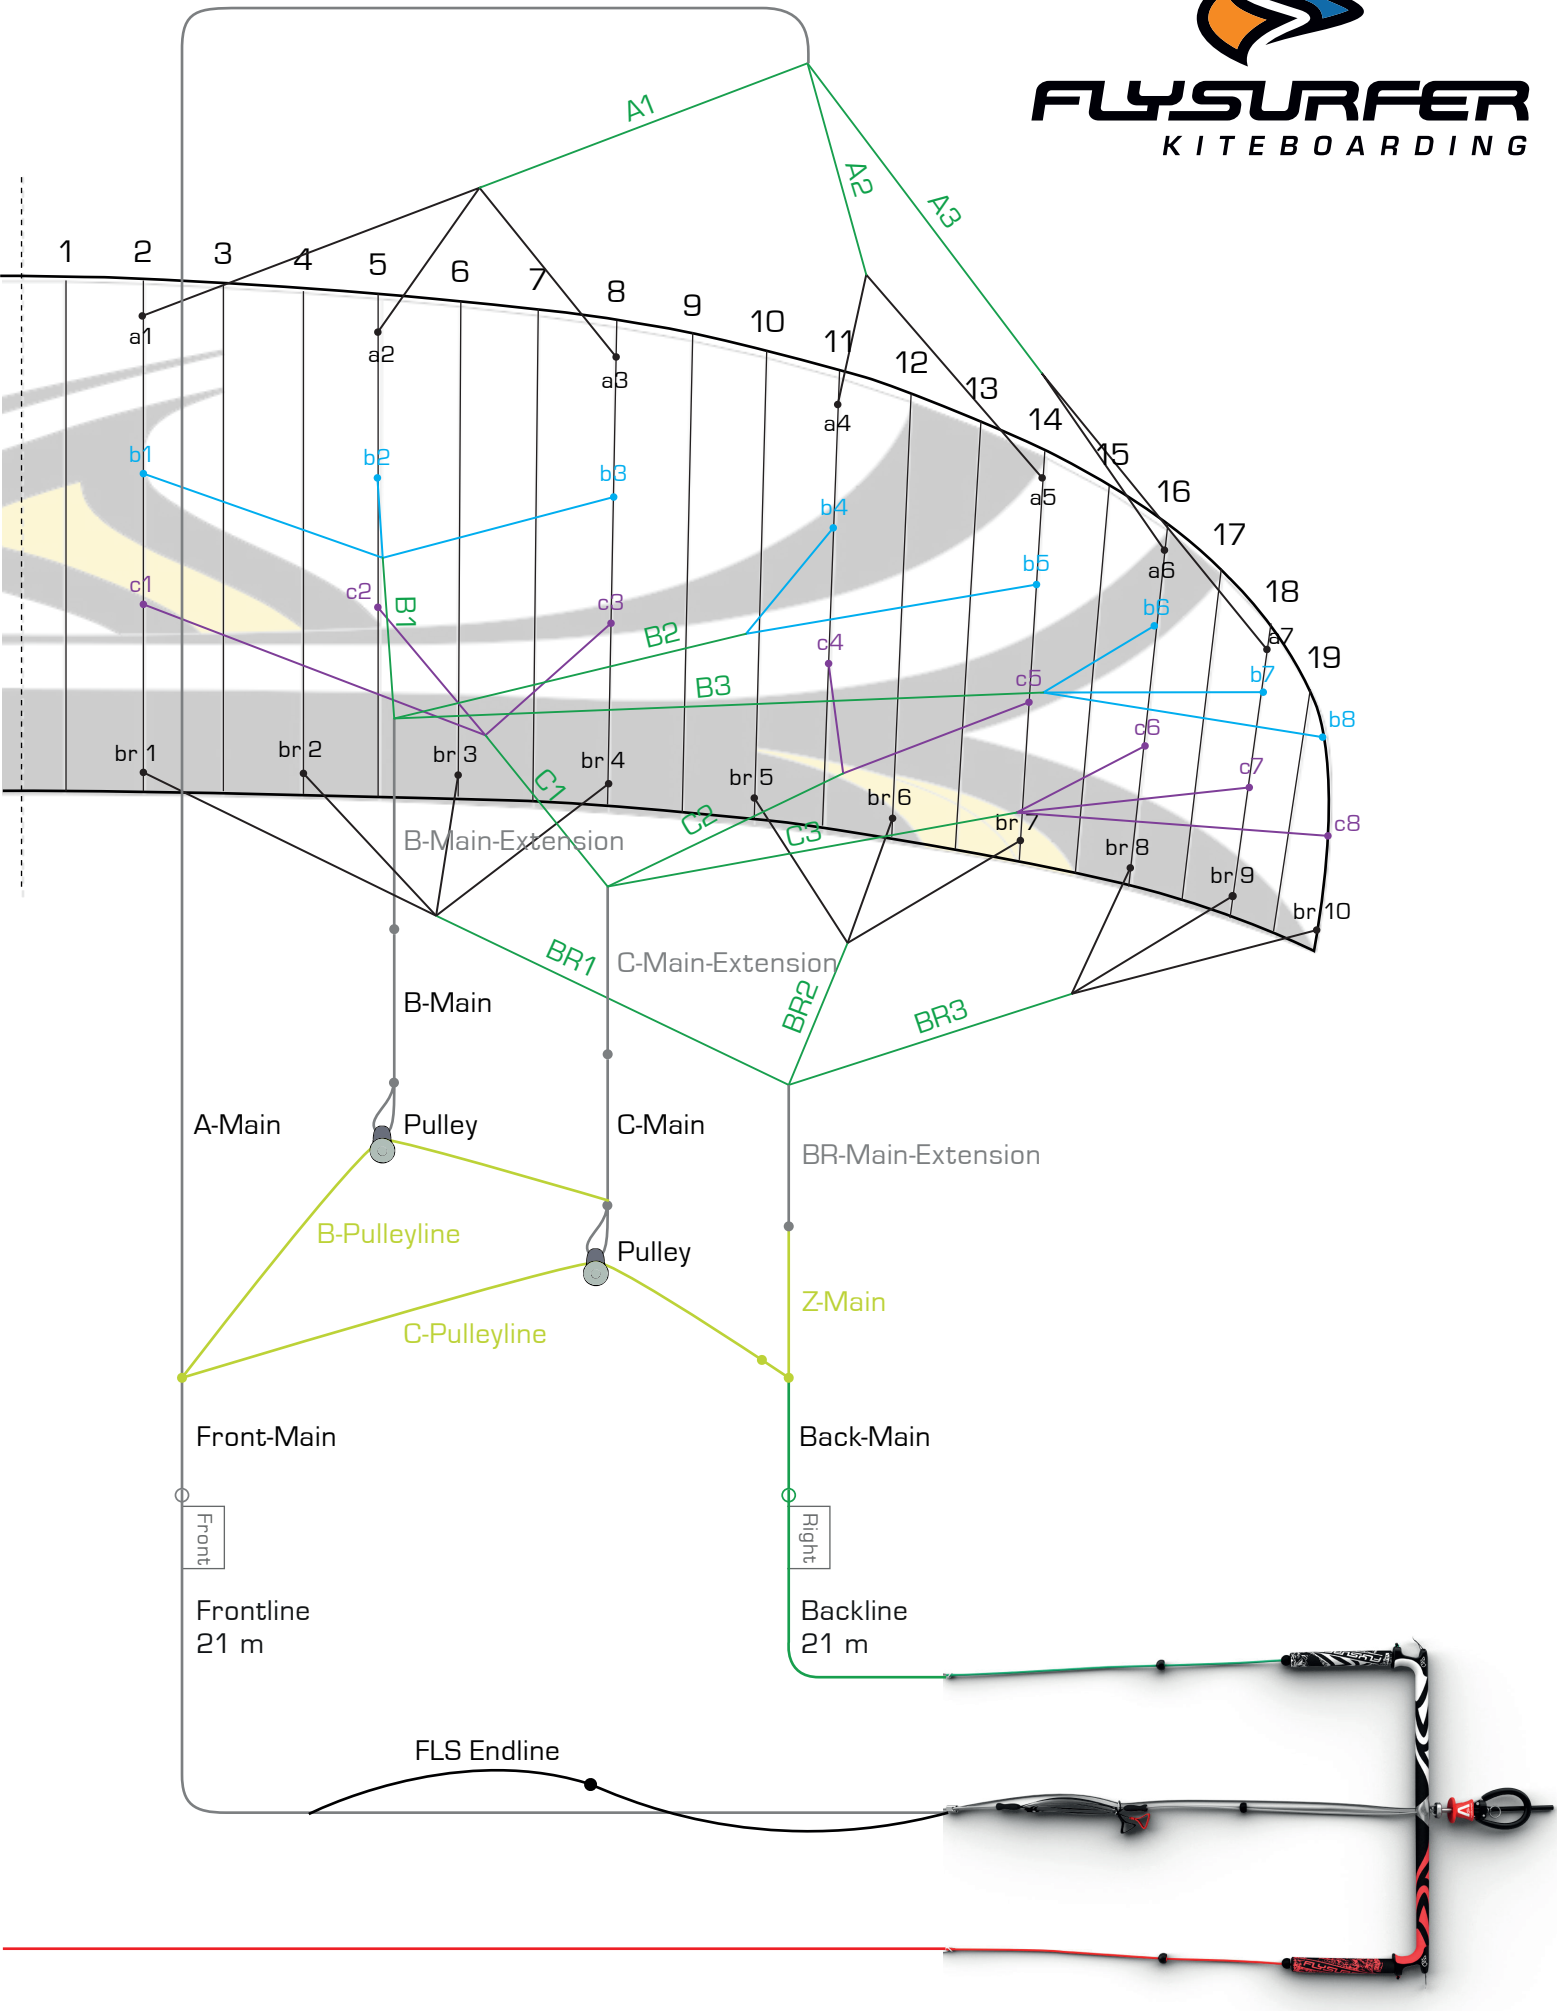 FLYSURFER
KITEBOARDING
A1
A2
A3
1
2
3
4
5
6
7
8
9
10
11
12
13
14
15
16
17
18
19
a1
a2
a3
a4
a5
a6
a7
b1
b2
b3
b4
b5
b6
b7
b8
c1
c2
c3
c4
c5
c6
c7
c8
B1
B2
B3
C1
C2
C3
br 1
br 2
br 3
br 4
br 5
br 6
br 7
br 8
br 9
br 10
BR1
BR2
BR3
B-Main-Extension
C-Main-Extension
B-Main
A-Main
Pulley
C-Main
BR-Main-Extension
B-Pulleyline
Pulley
Z-Main
C-Pulleyline
Front-Main
Back-Main
Front
Right
Frontline
21 m
Backline
21 m
FLYSURFER
FLS Endline
FLYSURFER